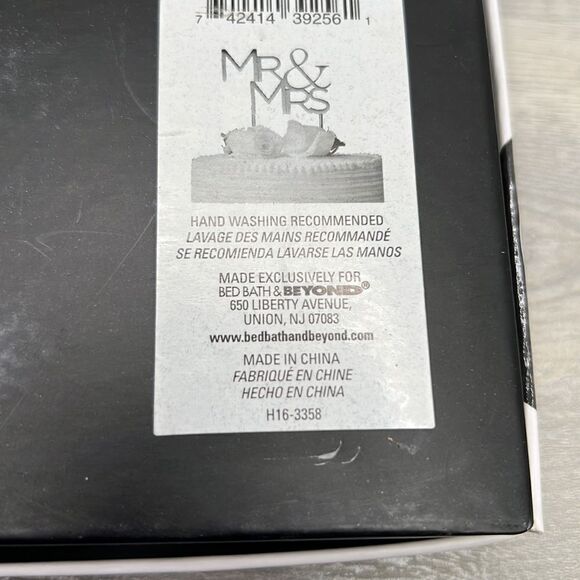 7 42414 39256 1
MR &
MRS
HAND WASHING RECOMMENDED
LAVAGE DES MAINS RECOMMANDÉ
SE RECOMIENDA LAVARSE LAS MANOS
MADE EXCLUSIVELY FOR
BED BATH & BEYOND®
650 LIBERTY AVENUE,
UNION, NJ 07083
www.bedbathandbeyond.com
MADE IN CHINA
FABRIQUÉ EN CHINE
HECHO EN CHINA
H16-3358